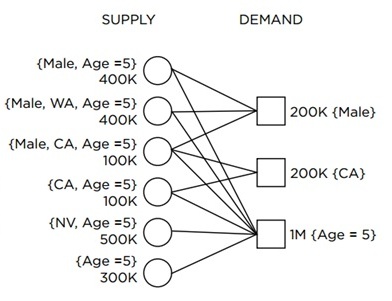 SUPPLY
DEMAND
{Male, Age =5}
400K
{Male, WA, Age =5}
400K
{Male, CA, Age =5}
100K
{CA, Age =5}
100K
{NV, Age =5}
500K
{Age =5}
300K
200K {Male}
200K {CA}
1M {Age = 5}